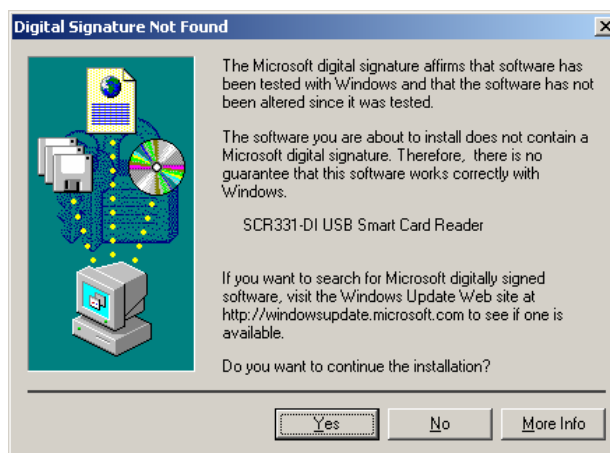 Digital Signature Not Found
The Microsoft digital signature affirms that software has
been tested with Windows and that the software has not
been altered since it was tested.
The software you are about to install does not contain a
Microsoft digital signature. Therefore, there is no
guarantee that this software works correctly with
Windows.
SCR331-DI USB Smart Card Reader
If you want to search for Microsoft digitally signed
software, visit the Windows Update Web site at
http://windowsupdate.microsoft.com to see if one is
available.
Do you want to continue the installation?
Yes No More Info